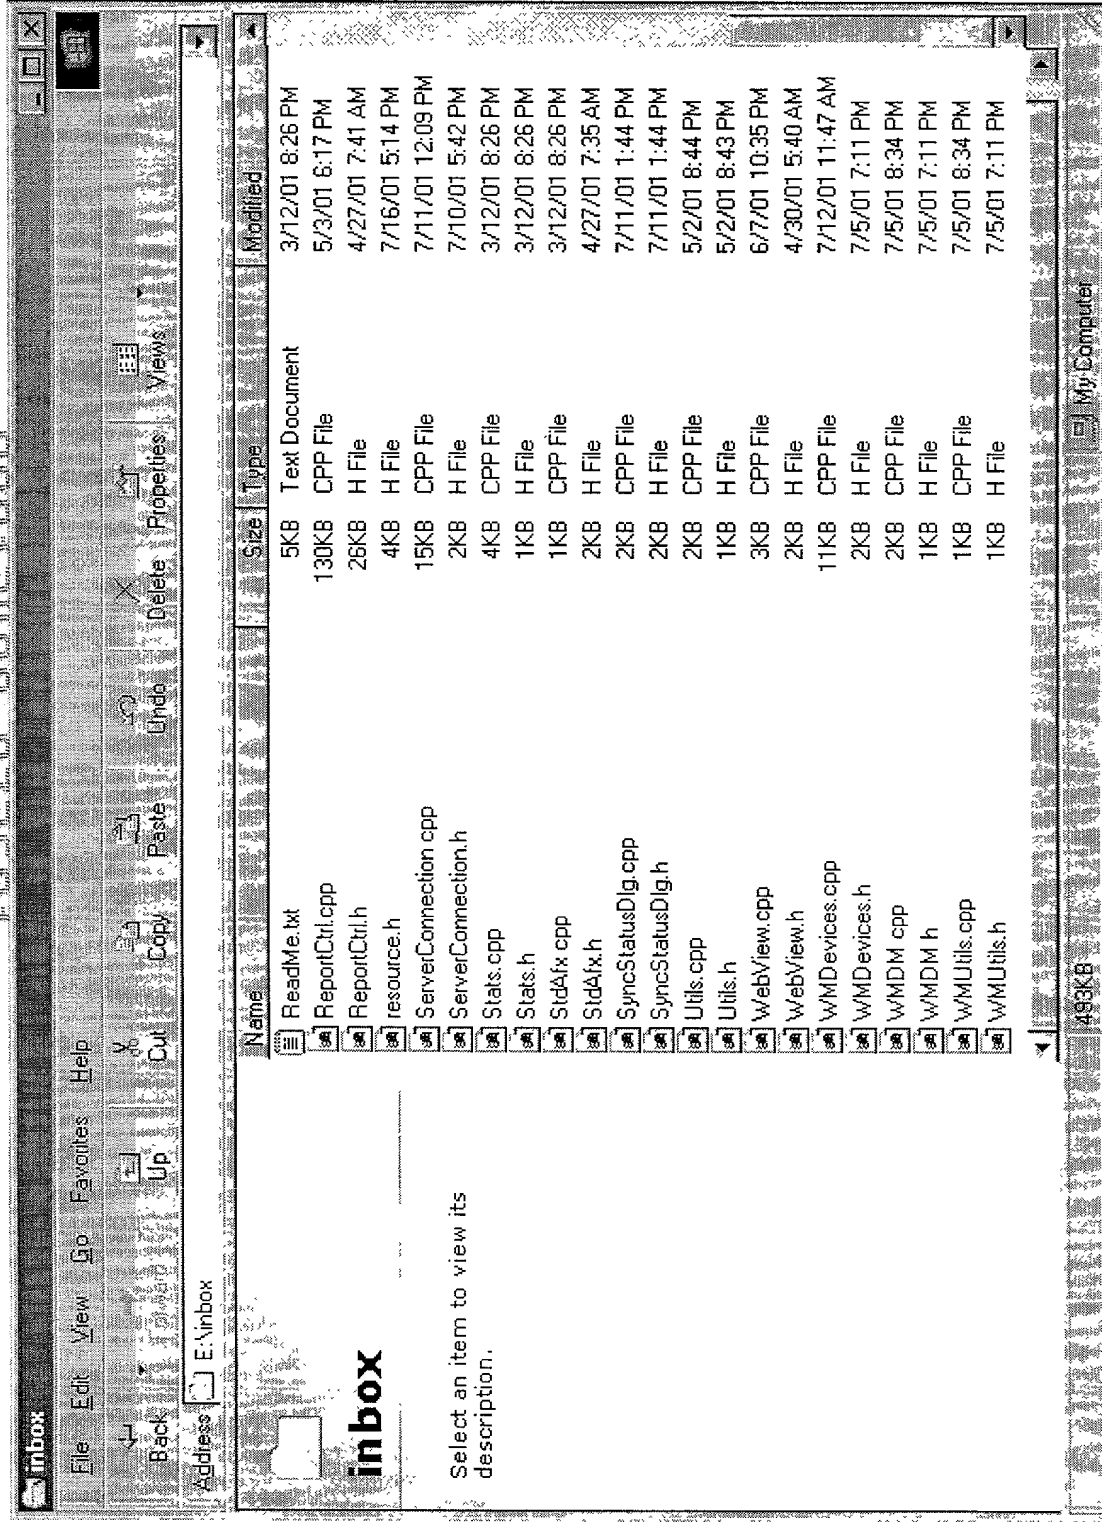 inbox
File Edit View Go Favorites Help
Back Forward Up Cut Copy Paste Undo Delete Properties Views
Address E:\inbox
inbox
Select an item to view its
description.
Name Size Type Modified
ReadMe.txt 5KB Text Document 3/12/01 8:26 PM
ReportCtrl.cpp 130KB CPP File 5/3/01 6:17 PM
ReportCtrl.h 26KB H File 4/27/01 7:41 AM
resource.h 4KB H File 7/16/01 5:14 PM
ServerConnection cpp 15KB CPP File 7/11/01 12:09 PM
ServerConnection.h 2KB H File 7/10/01 5:42 PM
Stats.cpp 4KB CPP File 3/12/01 8:26 PM
Stats.h 1KB H File 3/12/01 8:26 PM
StdAfx cpp 1KB CPP File 3/12/01 8:26 PM
StdAfx.h 2KB H File 4/27/01 7:35 AM
SyncStatusDlg.cpp 2KB CPP File 7/11/01 1:44 PM
SyncStatusDlg.h 2KB H File 7/11/01 1:44 PM
Utils.cpp 2KB CPP File 5/2/01 8:44 PM
Utils.h 1KB H File 5/2/01 8:43 PM
WebView.cpp 3KB CPP File 6/77/01 10:35 PM
WebView.h 2KB H File 4/30/01 5:40 AM
WMDevices.cpp 11KB CPP File 7/12/01 11:47 AM
WMDevices.h 2KB H File 7/5/01 7:11 PM
WMDM cpp 2KB CPP File 7/5/01 8:34 PM
WMDM h 1KB H File 7/5/01 7:11 PM
WMUtils.cpp 1KB CPP File 7/5/01 8:34 PM
WMUtils.h 1KB H File 7/5/01 7:11 PM
493KB My Computer